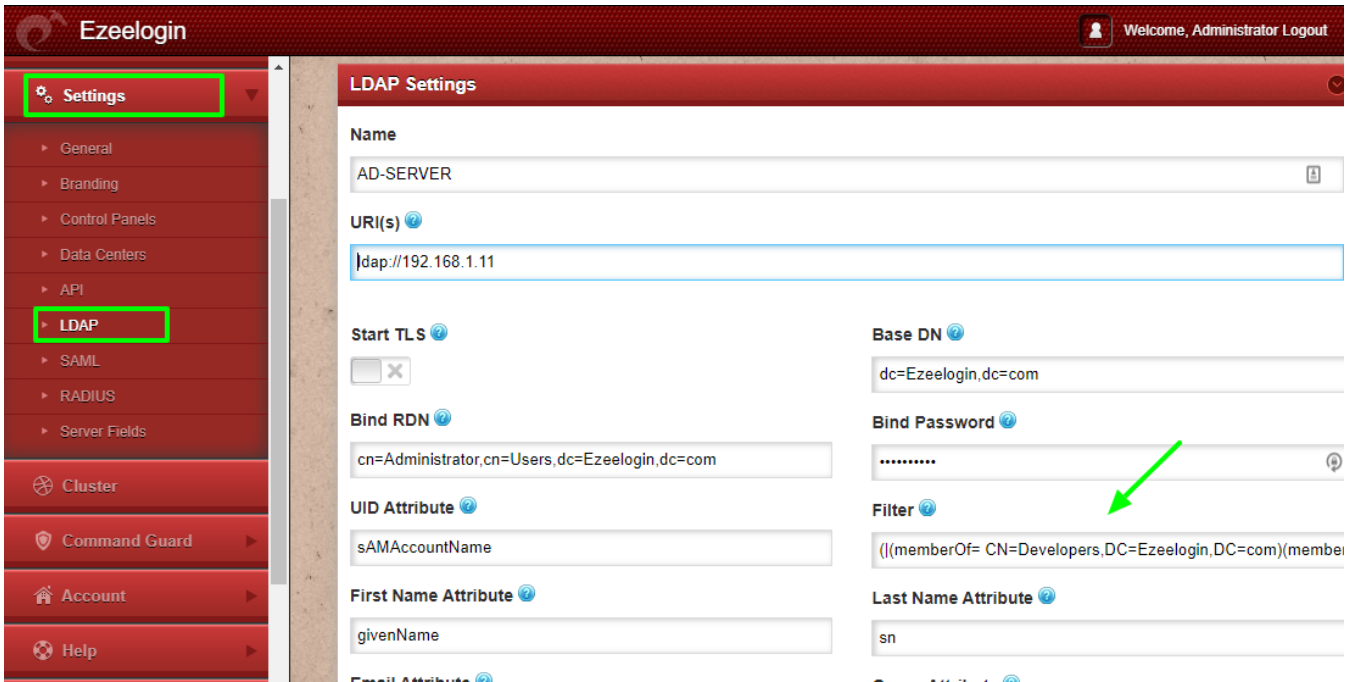 Ezeelogin
Welcome, Administrator Logout
Settings
General
Branding
Control Panels
Data Centers
API
LDAP
SAML
RADIUS
Server Fields
Cluster
Command Guard
Account
Help
LDAP Settings
Name
AD-SERVER
URI(s)
ldap://192.168.1.11
Start TLS
Base DN
dc=Ezeelogin,dc=com
Bind RDN
cn=Administrator,cn=Users,dc=Ezeelogin,dc=com
Bind Password
••••••••••
UID Attribute
sAMAccountName
Filter
(|(memberOf= CN=Developers,DC=Ezeelogin,DC=com)(member
First Name Attribute
givenName
Last Name Attribute
sn
Email Attribute